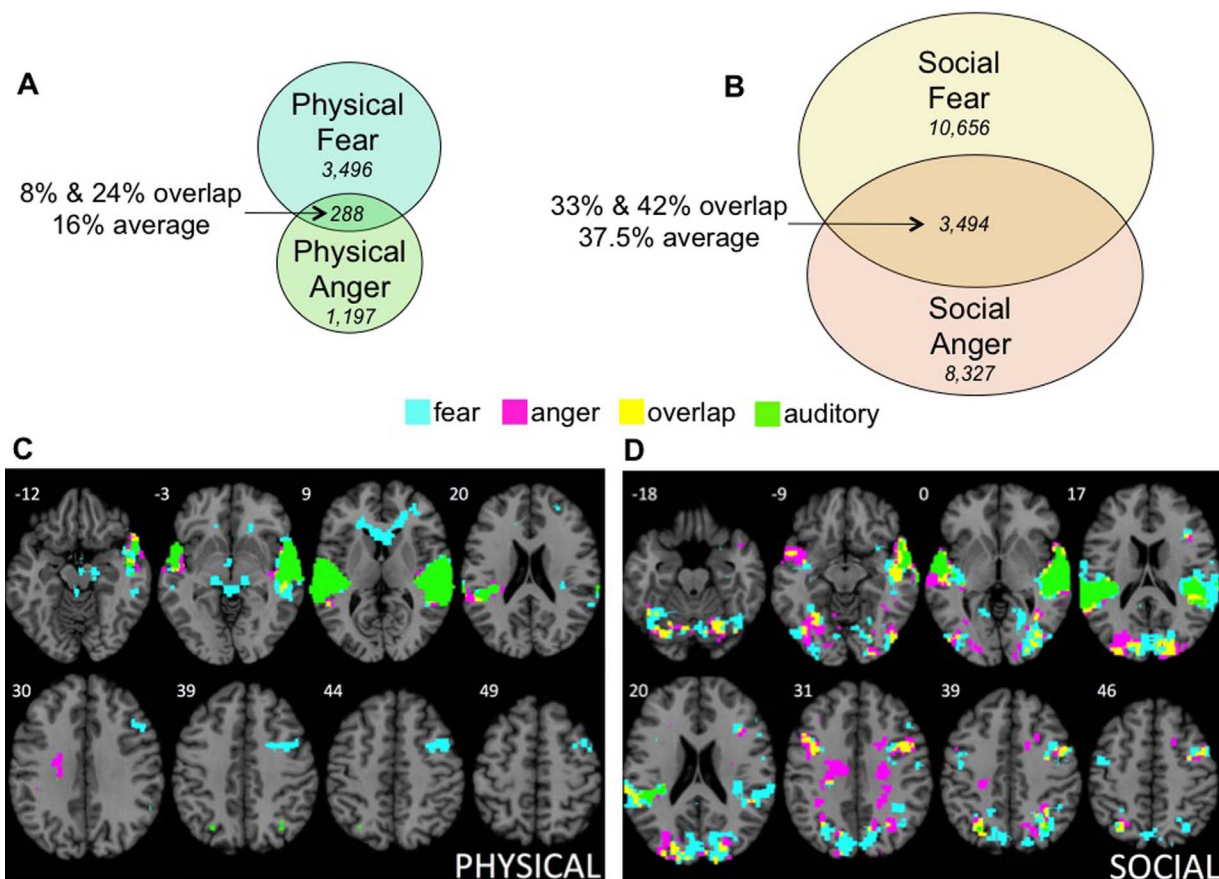 A
Physical
Fear
3,496
8% & 24% overlap
16% average
288
Physical
Anger
1,197
B
Social
Fear
10,656
33% & 42% overlap
37.5% average
3,494
Social
Anger
8,327
fear anger overlap auditory
C
-12 -3 9 20
30 39 44 49
PHYSICAL
D
-18 -9 0 17
20 31 39 46
SOCIAL